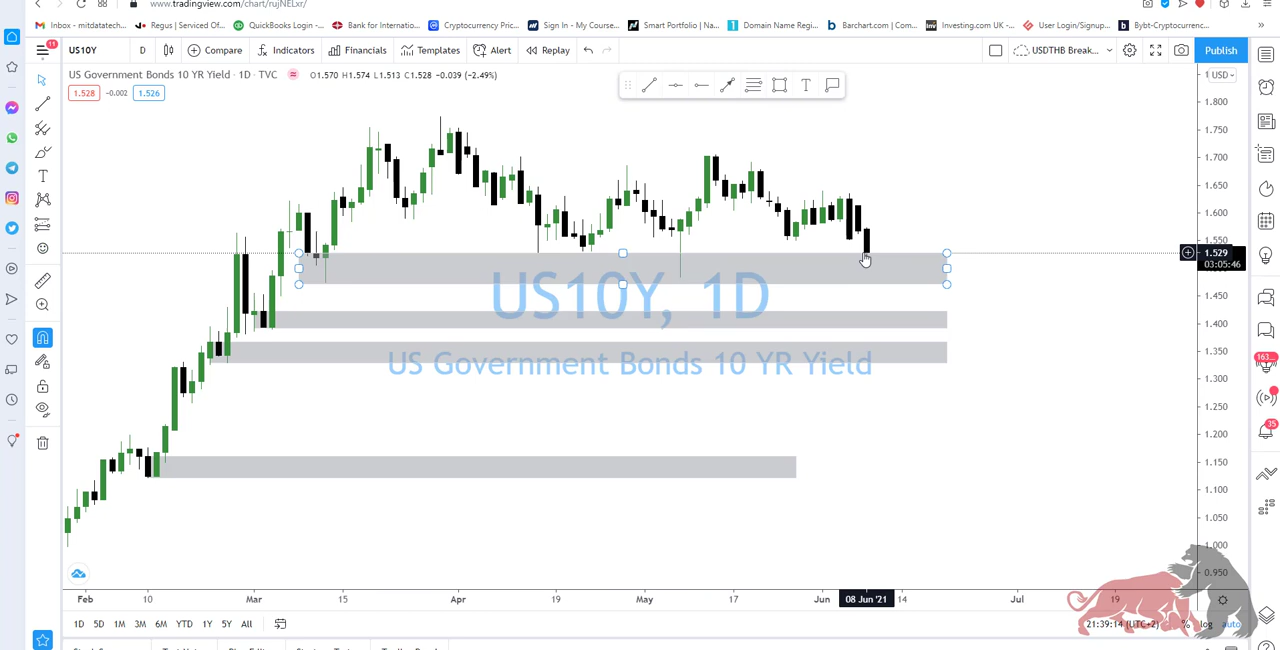 www.tradingview.com/chart/rujNELxr/
Inbox - mitdatatech... Regus | Serviced Of... QuickBooks Login -... Bank for Internatio... Cryptocurrency Pric... Sign In - My Course... Smart Portfolio | Na... Domain Name Regi... Barchart.com | Com... Investing.com UK -... User Login/Signup... Bybt-Cryptocurrenc... »
11 US10Y D Compare Indicators Financials Templates Alert Replay USDTHB Break... Publish
US Government Bonds 10 YR Yield · 1D · TVC O1.570 H1.574 L1.513 C1.528 −0.039 (−2.49%)
USD
1.528 -0.002 1.526
1.800
1.750
1.700
1.650
1.600
1.550
1.529
03:05:46
1.450
1.400
1.350
1.300
1.250
1.200
1.150
1.100
1.050
1.000
0.950
US10Y, 1D
US Government Bonds 10 YR Yield
163...
35
Feb 10 Mar 15 Apr 19 May 17 Jun 08 Jun '21 14 Jul 19
1D 5D 1M 3M 6M YTD 1Y 5Y All 21:39:14 (UTC+2) % log auto